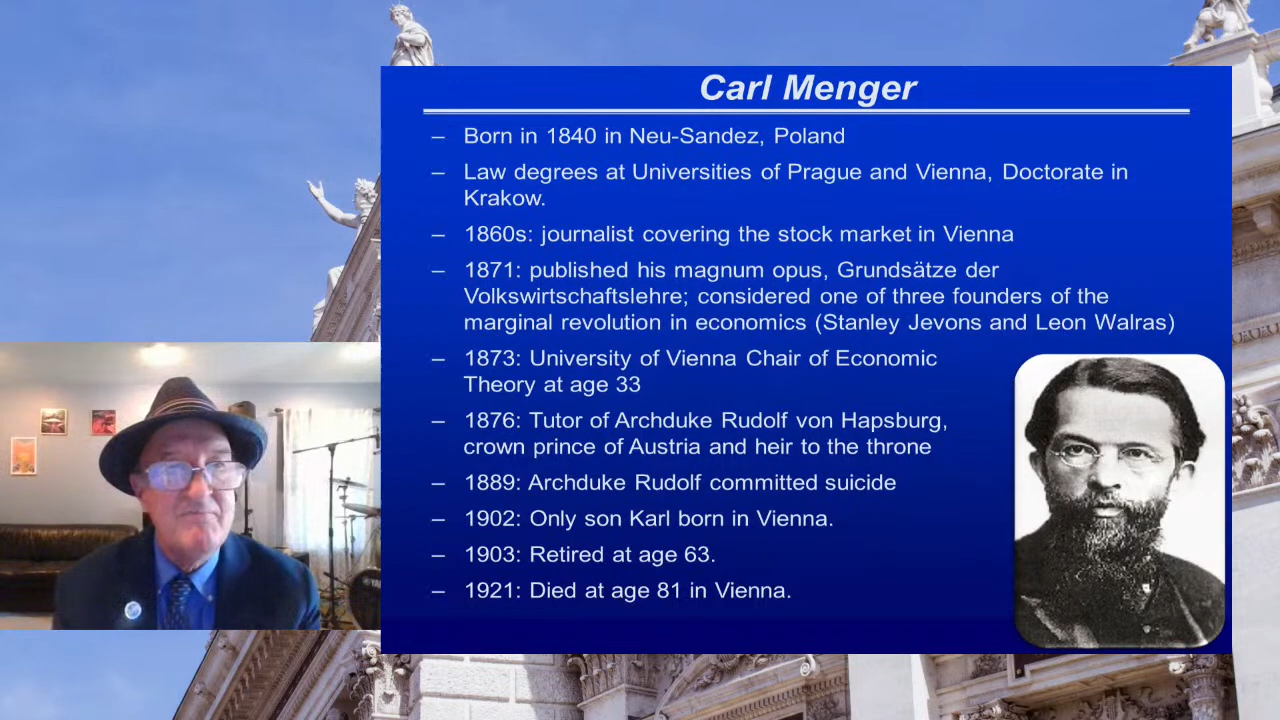 Carl Menger
– Born in 1840 in Neu-Sandez, Poland
– Law degrees at Universities of Prague and Vienna, Doctorate in
Krakow.
– 1860s: journalist covering the stock market in Vienna
– 1871: published his magnum opus, Grundsätze der
Volkswirtschaftslehre; considered one of three founders of the
marginal revolution in economics (Stanley Jevons and Leon Walras)
– 1873: University of Vienna Chair of Economic
Theory at age 33
– 1876: Tutor of Archduke Rudolf von Hapsburg,
crown prince of Austria and heir to the throne
– 1889: Archduke Rudolf committed suicide
– 1902: Only son Karl born in Vienna.
– 1903: Retired at age 63.
– 1921: Died at age 81 in Vienna.